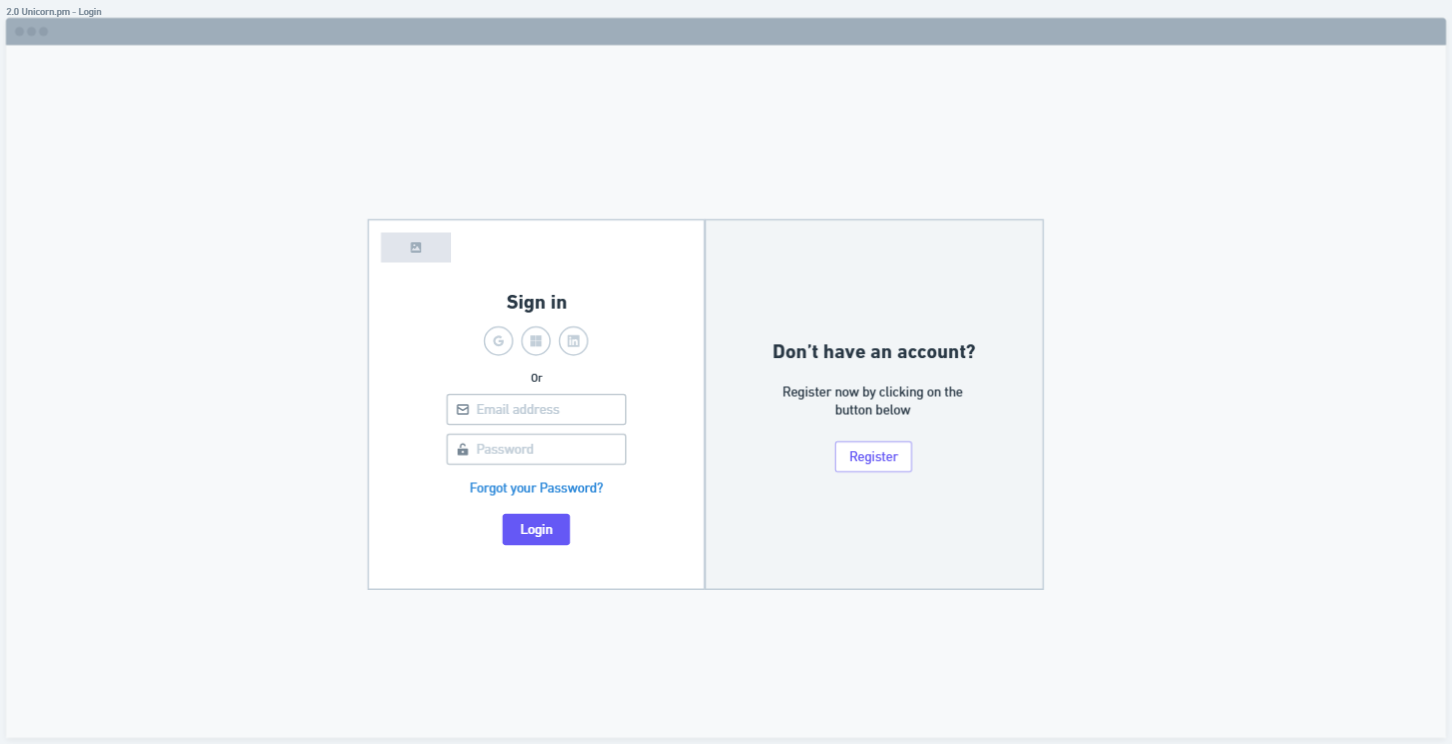 2.0 Unicorn.pm - Login
Sign in
Or
Email address
Password
Forgot your Password?
Login
Don’t have an account?
Register now by clicking on the
button below
Register